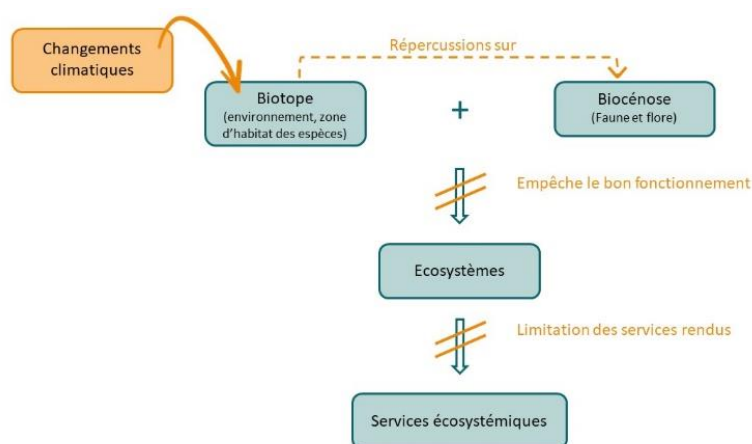 Changements
climatiques
Répercussions sur
Biotope
(environnement, zone
d'habitat des espèces)
+
Biocénose
(Faune et flore)
Empêche le bon fonctionnement
Ecosystèmes
Limitation des services rendus
Services écosystémiques